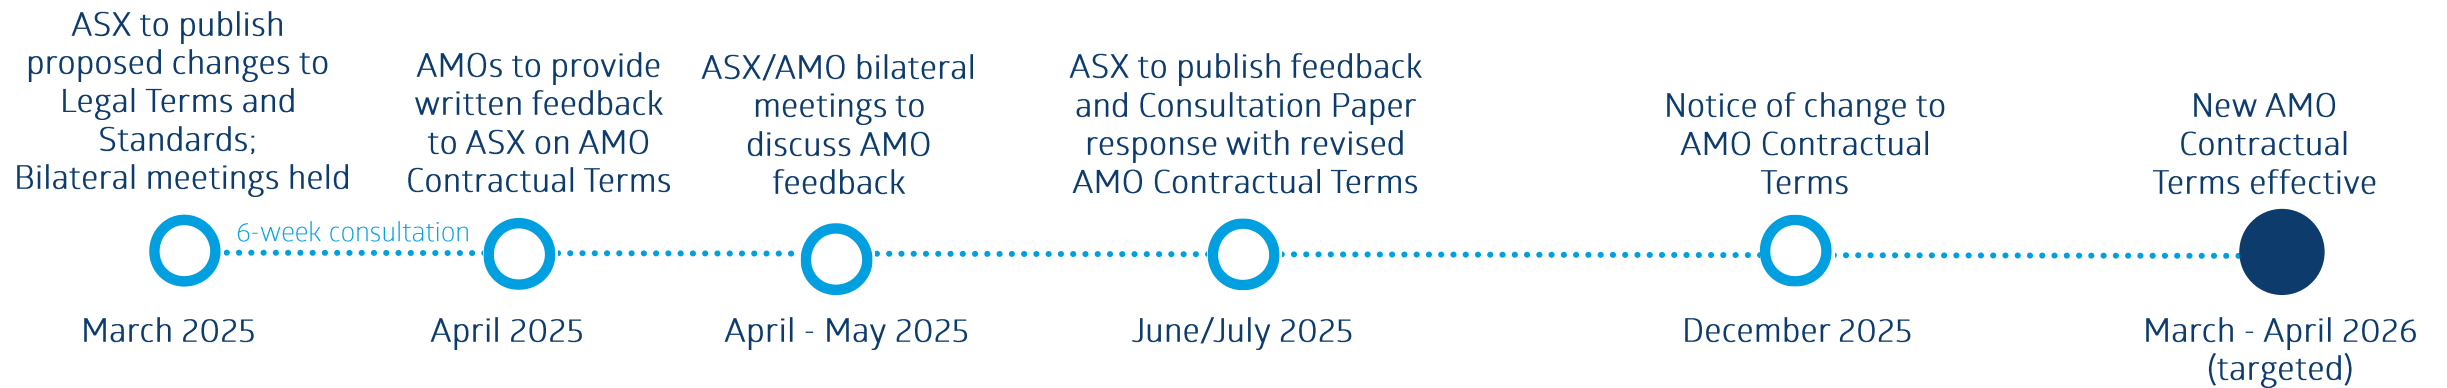 ASX to publish
proposed changes to
Legal Terms and
Standards;
Bilateral meetings held
March 2025
6-week consultation
AMOs to provide
written feedback
to ASX on AMO
Contractual Terms
April 2025
ASX/AMO bilateral
meetings to
discuss AMO
feedback
April - May 2025
ASX to publish feedback
and Consultation Paper
response with revised
AMO Contractual Terms
June/July 2025
Notice of change to
AMO Contractual
Terms
December 2025
New AMO
Contractual
Terms effective
March - April 2026
(targeted)